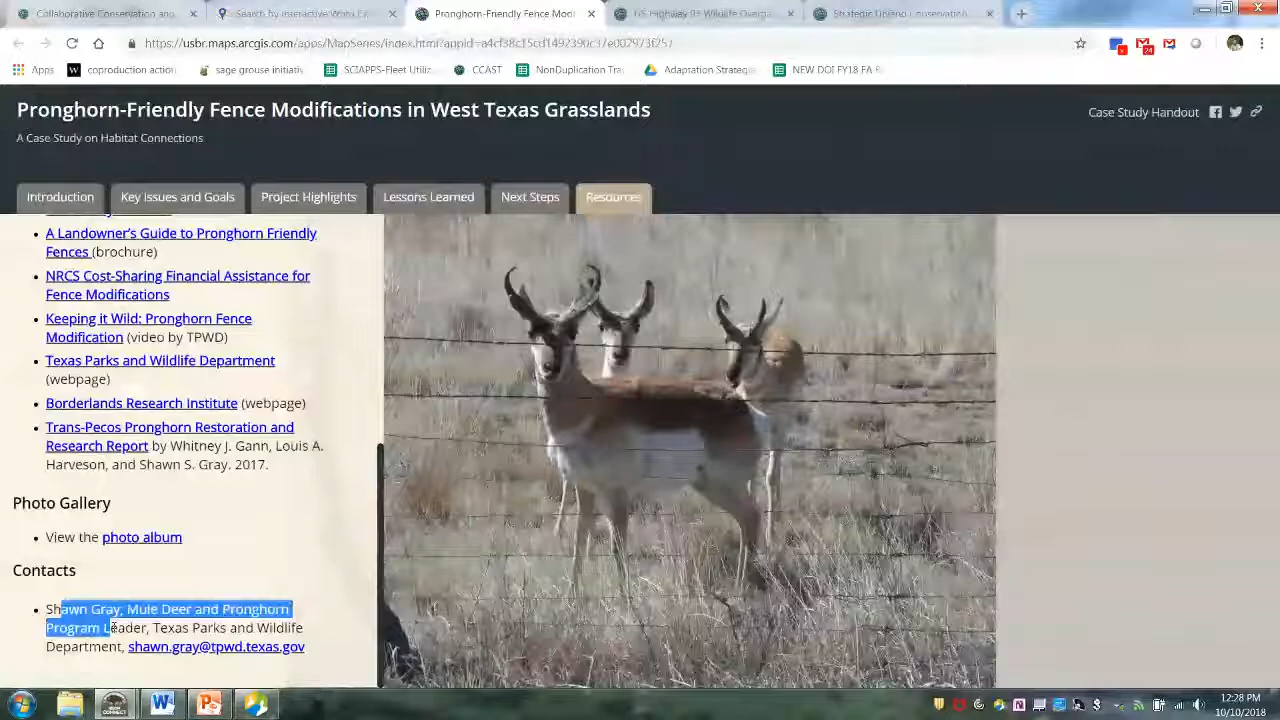 Collaborative Conservation
Pronghorn-Friendly Fence Modi
US Highway 93 Wildlife Overpa
Strategic Upland Conservation
https://usbr.maps.arcgis.com/apps/MapSeries/index.html?appid=a4cf38c15cd1492390c37e002973f257
Apps
coproduction action
sage grouse initiativ
SCIAPPS-Fleet Utiliz
CCAST
NonDuplication Tra
Adaptation Strategie
NEW DOI FY18 FA R
Pronghorn-Friendly Fence Modifications in West Texas Grasslands
Case Study Handout
A Case Study on Habitat Connections
Introduction
Key Issues and Goals
Project Highlights
Lessons Learned
Next Steps
Resources
A Landowner's Guide to Pronghorn Friendly
Fences (brochure)
NRCS Cost-Sharing Financial Assistance for
Fence Modifications
Keeping it Wild: Pronghorn Fence
Modification (video by TPWD)
Texas Parks and Wildlife Department
(webpage)
Borderlands Research Institute (webpage)
Trans-Pecos Pronghorn Restoration and
Research Report by Whitney J. Gann, Louis A.
Harveson, and Shawn S. Gray. 2017.
Photo Gallery
View the photo album
Contacts
Shawn Gray, Mule Deer and Pronghorn
Program Leader, Texas Parks and Wildlife
Department, shawn.gray@tpwd.texas.gov
12:28 PM
10/10/2018